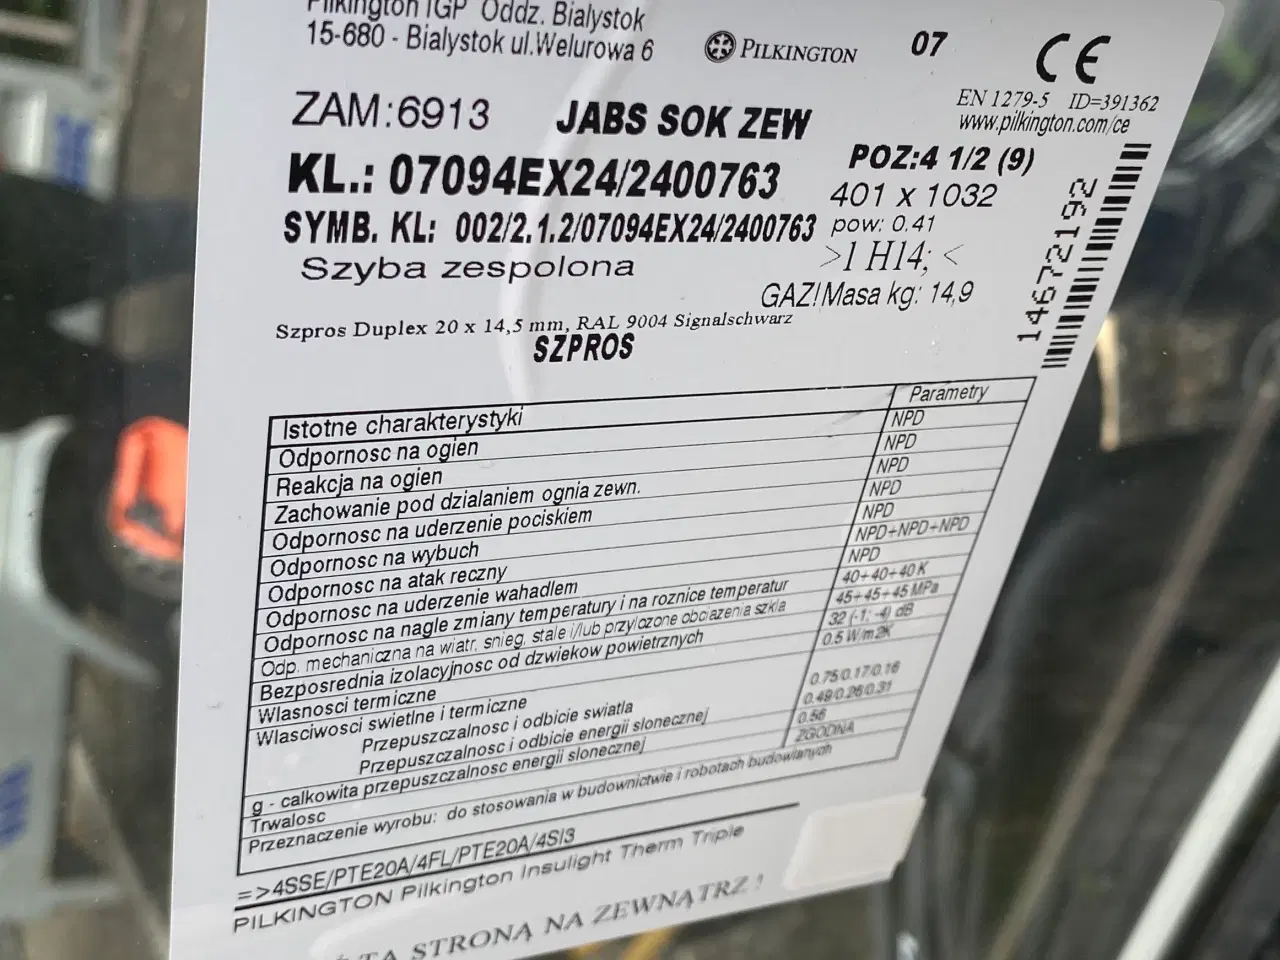 Pilkington IGP Oddz. Bialystok
15-680 - Bialystok ul.Welurowa 6
PILKINGTON
07
CE
EN 1279-5 ID=391362
www.pilkington.com/ce
ZAM:6913 JABS SOK ZEW
KL.: 07094EX24/2400763
POZ:4 1/2 (9)
401 x 1032
SYMB. KL: 002/2.1.2/07094EX24/2400763
pow: 0.41
Szyba zespolona
>1 H14; <
GAZ!Masa kg: 14,9
Szpros Duplex 20 x 14,5 mm, RAL 9004 Signalschwarz
SZPROS
1467219​2
Istotne charakterystyki Parametry
Odpornosc na ogien NPD
Reakcja na ogien NPD
Zachowanie pod dzialaniem ognia zewn. NPD
Odpornosc na uderzenie pociskiem NPD
Odpornosc na wybuch NPD
Odpornosc na atak reczny NPD+NPD+NPD
Odpornosc na uderzenie wahadlem NPD
Odpornosc na nagle zmiany temperatury i na roznice temperatur 40+40+40 K
Odp. mechaniczna na wiatr, snieg, stale i/lub przylozone obciazenia szkla 45+45+45 MPa
Bezposrednia izolacyjnosc od dzwiekow powietrznych 32 (-1; -4) dB
Wlasnosci termiczne 0.5 W/m2K
Wlasciwosci swietlne i termiczne
Przepuszczalnosc i odbicie swiatla 0.75/0.17/0.16
Przepuszczalnosc i odbicie energii slonecznej 0.49/0.26/0.31
g - calkowita przepuszczalnosc energii slonecznej 0.56
Trwalosc ZGODNA
Przeznaczenie wyrobu: do stosowania w budownictwie i robotach budowlanych
=>4SSE/PTE20A/4FL/PTE20A/4SI3
PILKINGTON Pilkington Insulight Therm Triple
TĄ STRONĄ NA ZEWNĄTRZ !